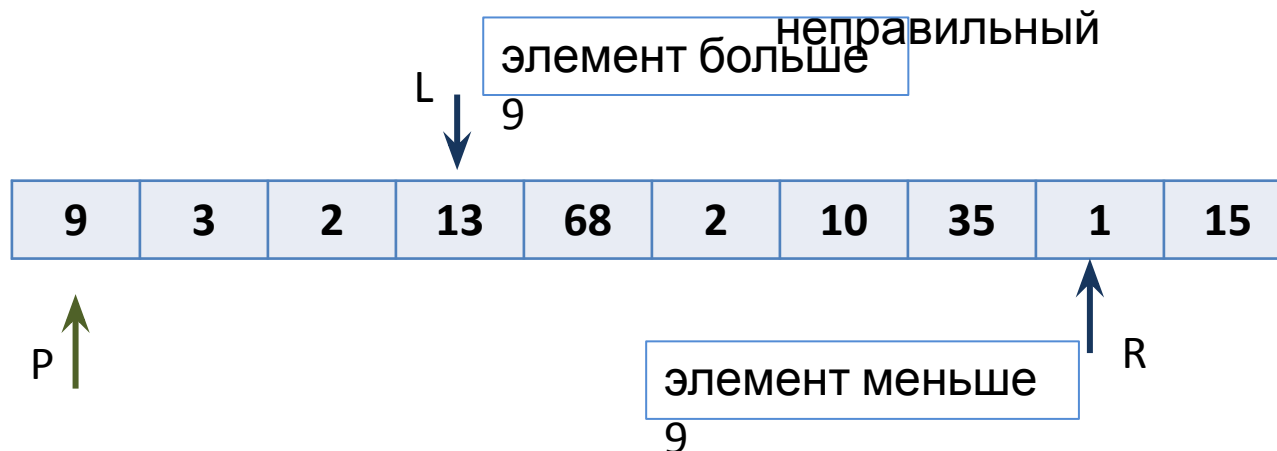 неправильный
элемент больше
L
9
9 3 2 13 68 2 10 35 1 15
P
R
элемент меньше
9